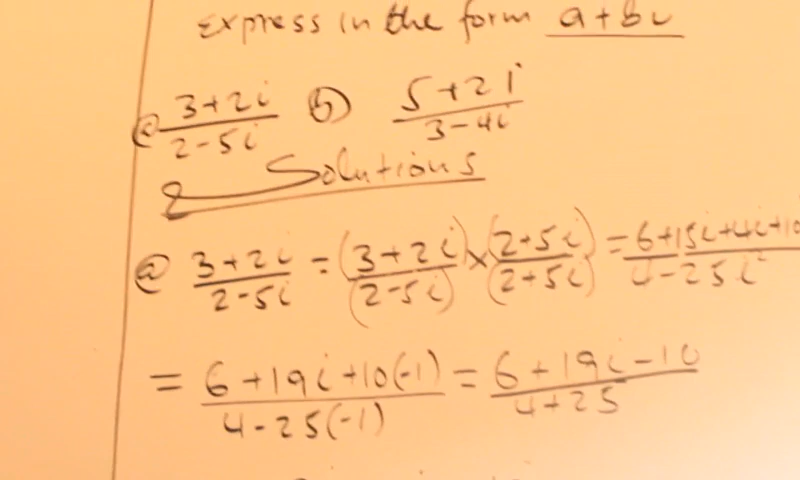 Express in the form a+bi
ⓐ (3+2i)/(2-5i) ⓑ (5+2i)/(3-4i)
Solutions
ⓐ (3+2i)/(2-5i) = (3+2i)/(2-5i) × (2+5i)/(2+5i) = (6+15i+4i+10)/(4-25i²)
= (6+19i+10(-1))/(4-25(-1)) = (6+19i-10)/(4+25)